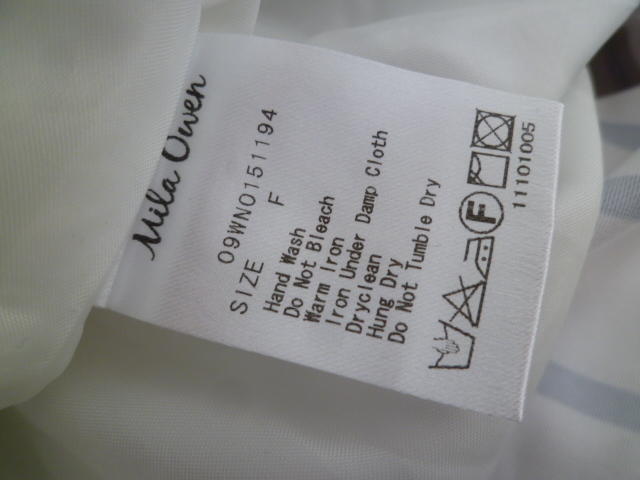 Mila Owen
09WNO151194
SIZE F
Hand Wash
Do Not Bleach
Warm Iron
Iron Under Damp Cloth
Dryclean
Hung Dry
Do Not Tumble Dry
F
11101005